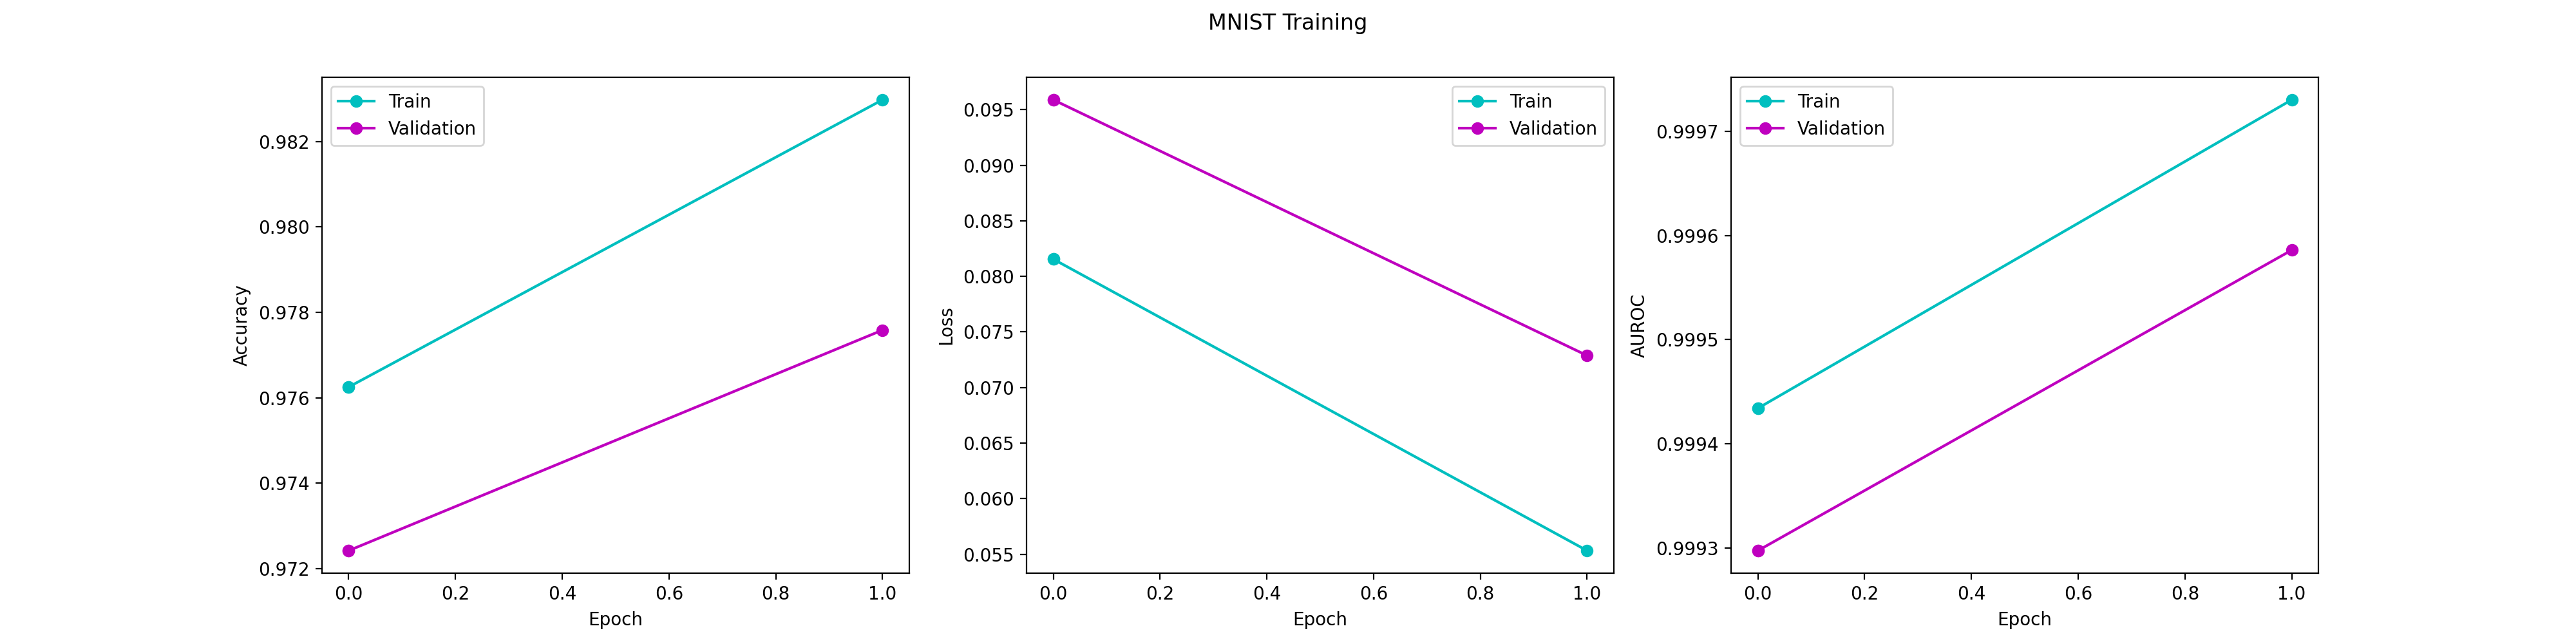 MNIST Training
Train
Validation
0.982
0.980
0.978
0.976
0.974
0.972
Accuracy
0.0 0.2 0.4 0.6 0.8 1.0
Epoch
Train
Validation
0.095
0.090
0.085
0.080
0.075
0.070
0.065
0.060
0.055
Loss
0.0 0.2 0.4 0.6 0.8 1.0
Epoch
Train
Validation
0.9997
0.9996
0.9995
0.9994
0.9993
AUROC
0.0 0.2 0.4 0.6 0.8 1.0
Epoch